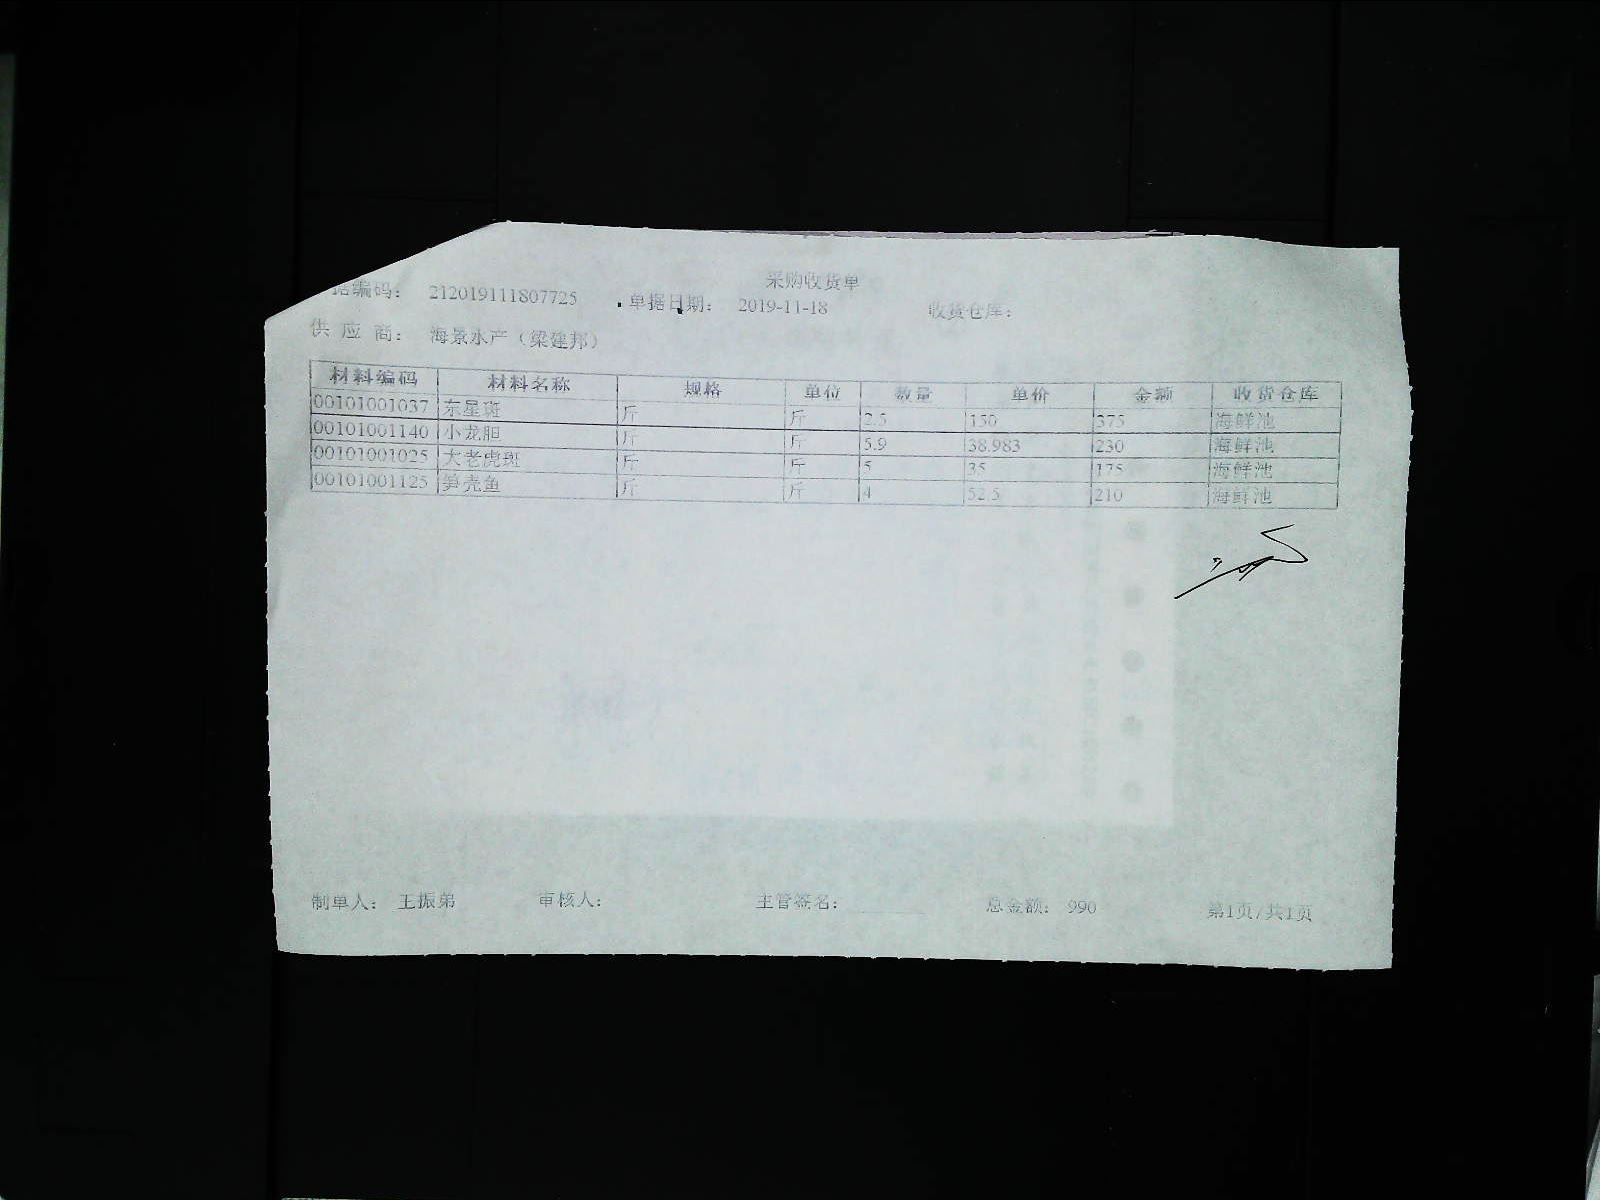 采购收货单
据编码： 212019111807725 单据日期： 2019-11-18 收货仓库：
供 应 商： 海景水产（梁建邦）
材料编码 材料名称 规格 单位 数量 单价 金额 收货仓库
00101001037 东星斑 斤 斤 2.5 150 375 海鲜池
00101001140 小龙胆 斤 斤 5.9 38.983 230 海鲜池
00101001025 大老虎斑 斤 斤 5 35 175 海鲜池
00101001125 笋壳鱼 斤 斤 4 52.5 210 海鲜池
制单人： 王振弟 审核人： 主管签名： 总金额： 990 第1页/共1页